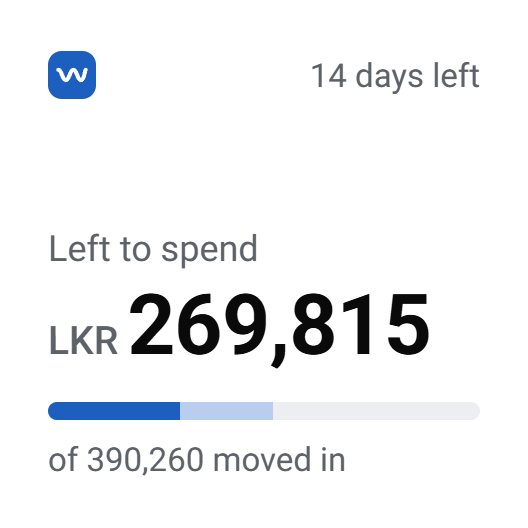 14 days left
Left to spend
LKR 269,815
of 390,260 moved in